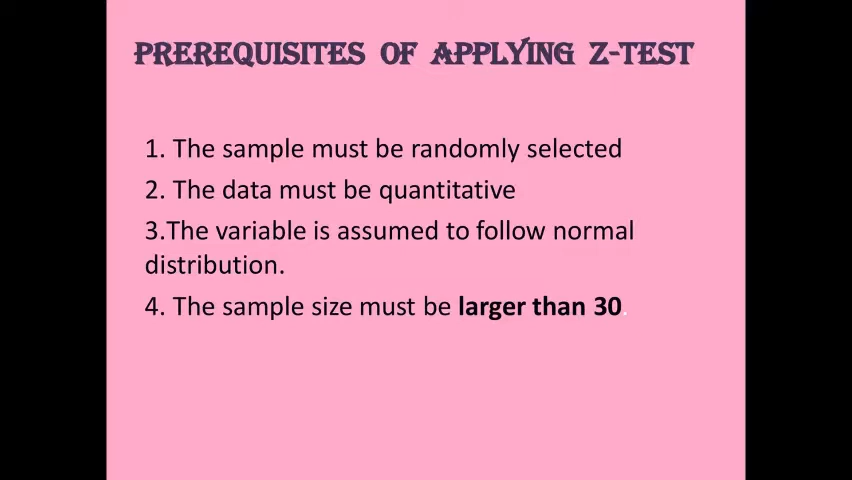 PREREQUISITES OF APPLYING Z-TEST
1. The sample must be randomly selected
2. The data must be quantitative
3.The variable is assumed to follow normal
distribution.
4. The sample size must be larger than 30.